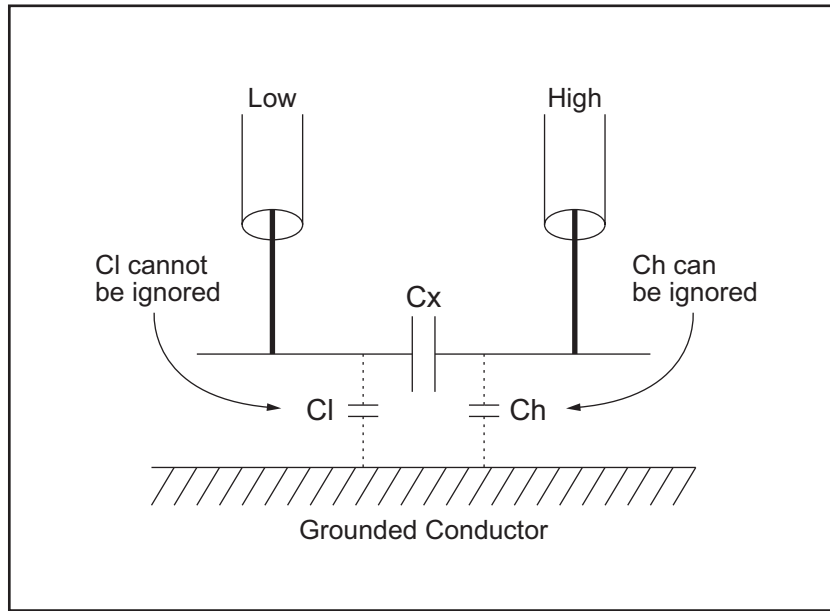 Low
High
Cl cannot
be ignored
Ch can
be ignored
Cx
Cl
Ch
Grounded Conductor